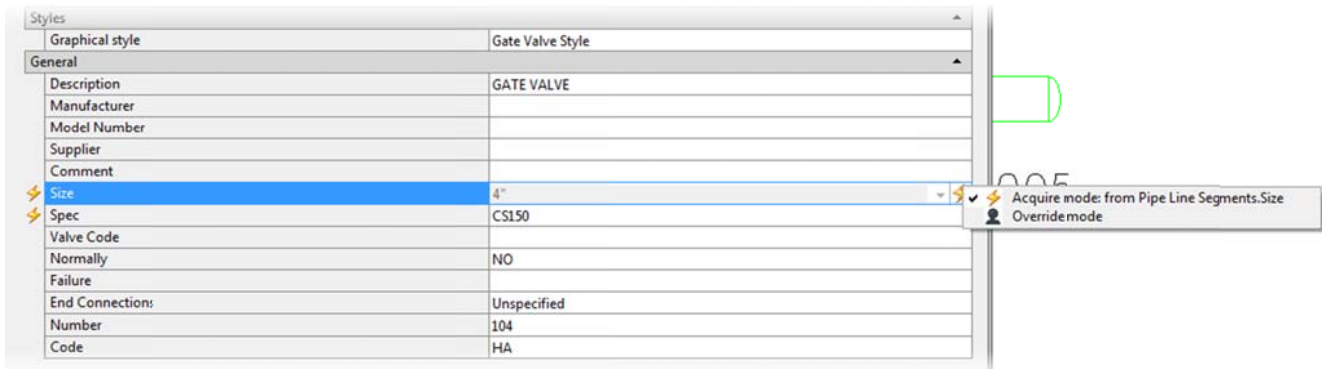 Styles
Graphical style Gate Valve Style
General
Description GATE VALVE
Manufacturer
Model Number
Supplier
Comment
Size 4"
Acquire mode: from Pipe Line Segments.Size
Override mode
Spec CS150
Valve Code
Normally NO
Failure
End Connections Unspecified
Number 104
Code HA